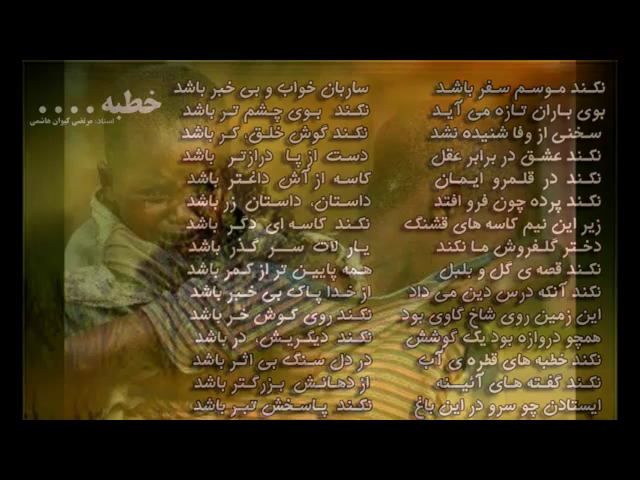 خطبه ....
استاد: مرتضی کیوان هاشمی
نکند موسم سفر باشد ساربان خواب و بی خبر باشد
بوی باران تازه می آید نکند بوی چشم تر باشد
سخنی از وفا شنیده نشد نکند گوش خلق، کر باشد
نکند عشق در برابر عقل دست از پا درازتر باشد
نکند در قلمرو ایمان کاسه از آش داغتر باشد
نکند پرده چون فرو افتد داستان، داستان زر باشد
زیر این نیم کاسه های قشنگ نکند کاسه ای دگر باشد
دختر گلفروش ما نکند یار لات سر گذر باشد
نکند قصه ی گل و بلبل همه پایین تر از کمر باشد
نکند آنکه درس دین می داد از خدا پاک بی خبر باشد
این زمین روی شاخ گاوی بود نکند روی گوش خر باشد
همچو دروازه بود یک گوشش نکند دیگریش، در باشد
نکند خطبه های قطره ی آب در دل سنگ بی اثر باشد
نکند گفته های آئینه از دهانش بزرگتر باشد
ایستادن چو سرو در این باغ نکند پاسخش تبر باشد